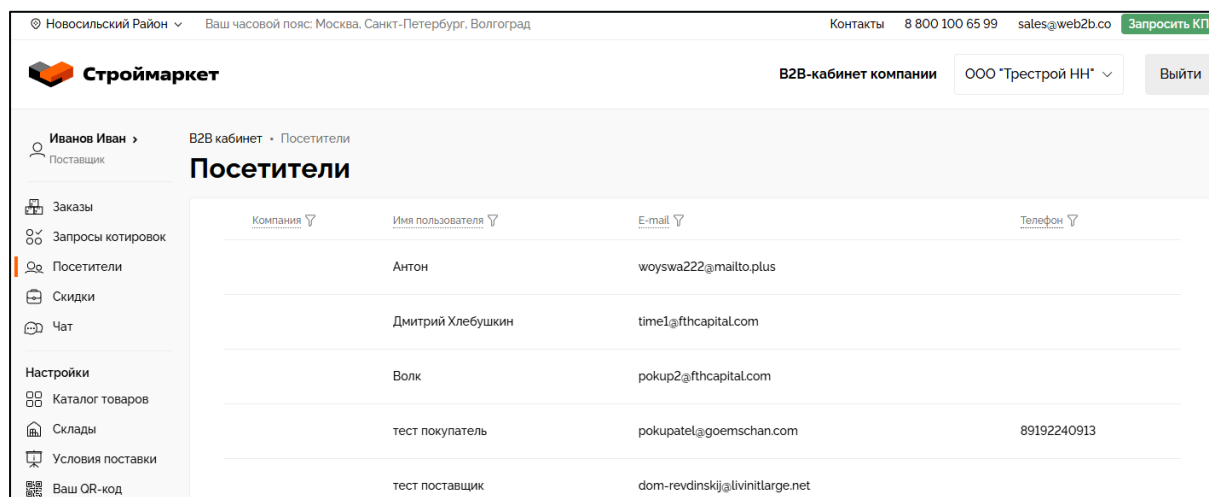 Новосильский Район Ваш часовой пояс: Москва, Санкт-Петербург, Волгоград Контакты 8 800 100 65 99 sales@web2b.co Запросить КП
Строймаркет B2B-кабинет компании ООО "Трестрой НН" Выйти
Иванов Иван
Поставщик
Заказы
Запросы котировок
Посетители
Скидки
Чат
Настройки
Каталог товаров
Склады
Условия поставки
Ваш QR-код
B2B кабинет • Посетители
Посетители
Компания Имя пользователя E-mail Телефон
Антон woyswa222@mailto.plus
Дмитрий Хлебушкин time1@fthcapital.com
Волк pokup2@fthcapital.com
тест покупатель pokupatel@goemschan.com 89192240913
тест поставщик dom-revdinskij@livinitlarge.net